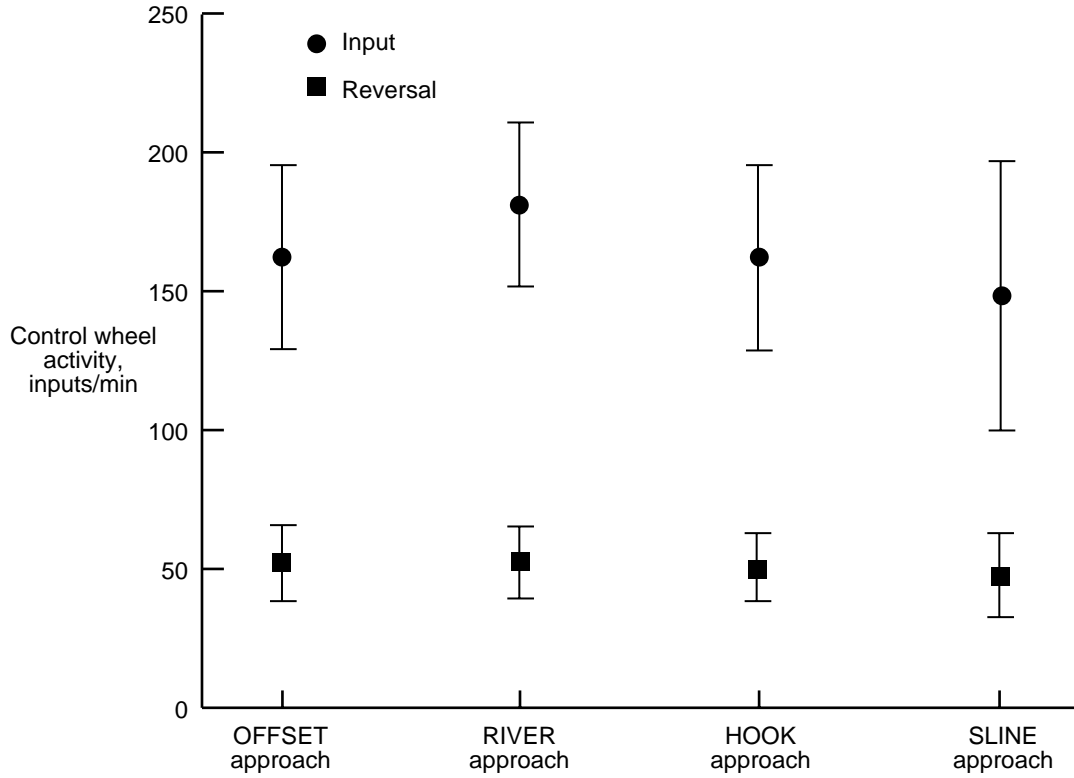 250
Input
Reversal
200
150
Control wheel
activity,
inputs/min
100
50
0
OFFSET
approach
RIVER
approach
HOOK
approach
SLINE
approach